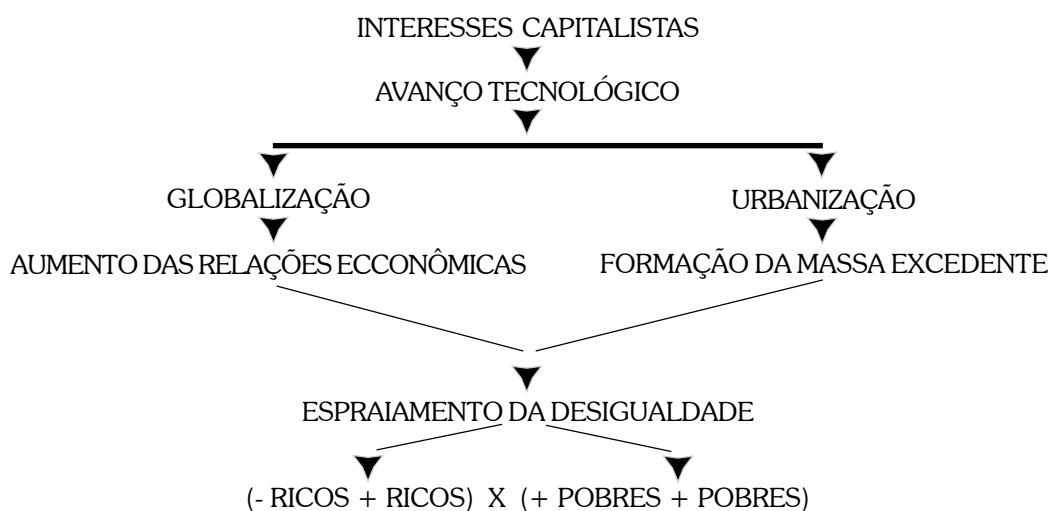 INTERESSES CAPITALISTAS
AVANÇO TECNOLÓGICO
GLOBALIZAÇÃO
URBANIZAÇÃO
AUMENTO DAS RELAÇÕES ECCONÔMICAS
FORMAÇÃO DA MASSA EXCEDENTE
ESPRAIAMENTO DA DESIGUALDADE
(- RICOS + RICOS) X (+ POBRES + POBRES)